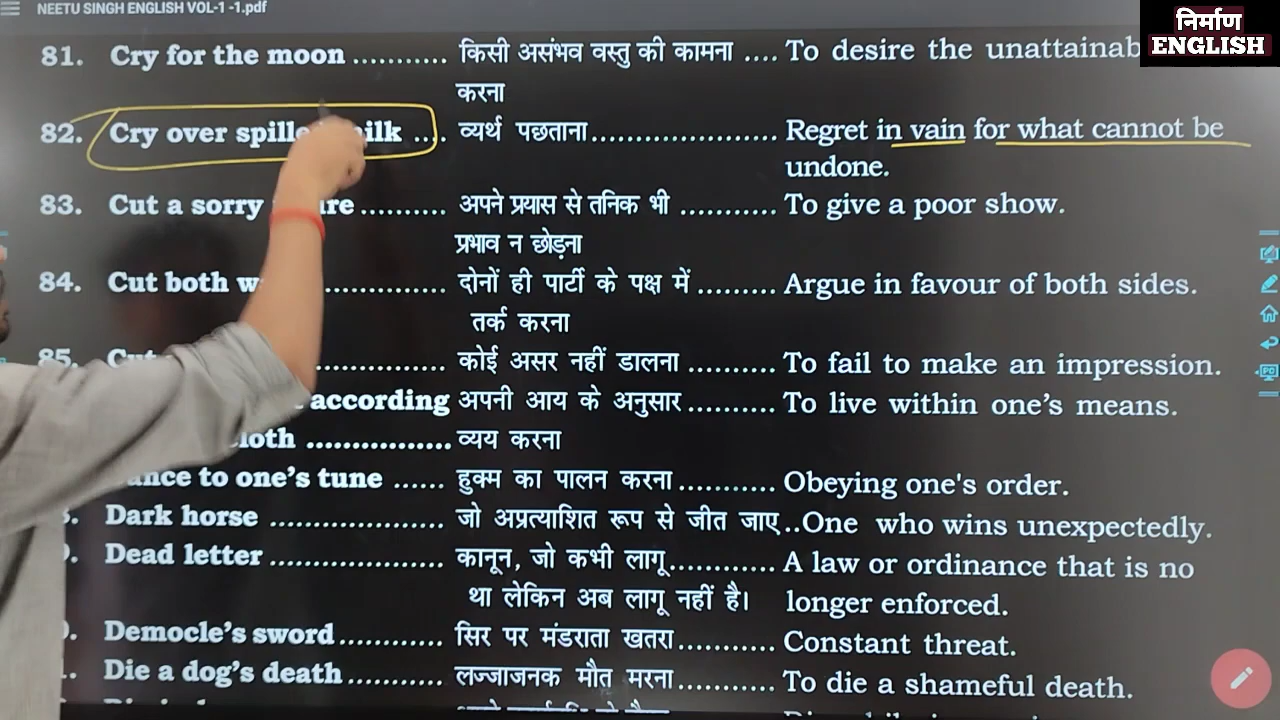 NEETU SINGH ENGLISH VOL-1 -1.pdf
निर्माण
ENGLISH
81. Cry for the moon ........... किसी असंभव वस्तु की कामना .... To desire the
करना
82. Cry over ... व्यर्थ पछताना...................... Regret in vain for what cannot be
undone.
83. Cut a sorry .......... अपने प्रयास से तनिक भी ........... To give a poor show.
प्रभाव न छोड़ना
84. Cut both .............. दोनों ही पार्टी के पक्ष में ......... Argue in favour of both sides.
तर्क करना
85. ............... कोई असर नहीं डालना .......... To fail to make an impression.
according अपनी आय के अनुसार .......... To live within one's means.
................ व्यय करना
to one's tune ...... हुक्म का पालन करना ........... Obeying one's order.
Dark horse .................... जो अप्रत्याशित रूप से जीत जाए ..One who wins unexpectedly.
Dead letter .................... कानून, जो कभी लागू............ A law or ordinance that is no
था लेकिन अब लागू नहीं है। longer enforced.
Democle's sword............ सिर पर मंडराता खतरा........... Constant threat.
Die a dog's death ........... लज्जाजनक मौत मरना........... To die a shameful death.